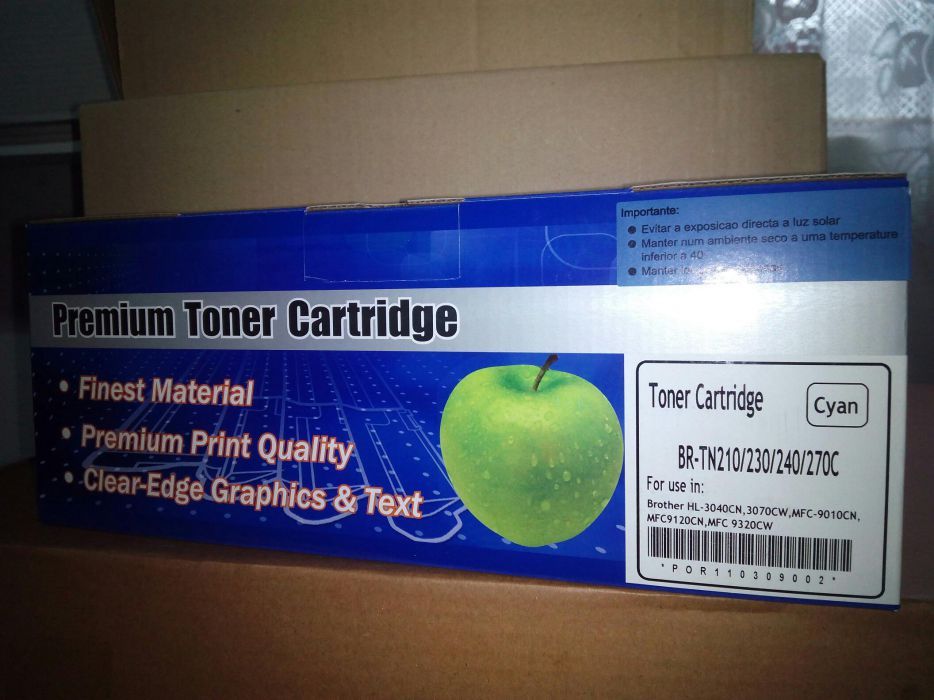 Importante:
• Evitar a exposicao directa a luz solar
• Manter num ambiente seco a uma temperature
inferior a 40
• Manter
Premium Toner Cartridge
• Finest Material
• Premium Print Quality
• Clear-Edge Graphics & Text
Toner Cartridge
Cyan
BR-TN210/230/240/270C
For use in:
Brother HL-3040CN,3070CW,MFC-9010CN,
MFC9120CN,MFC 9320CW
*POR110309002*